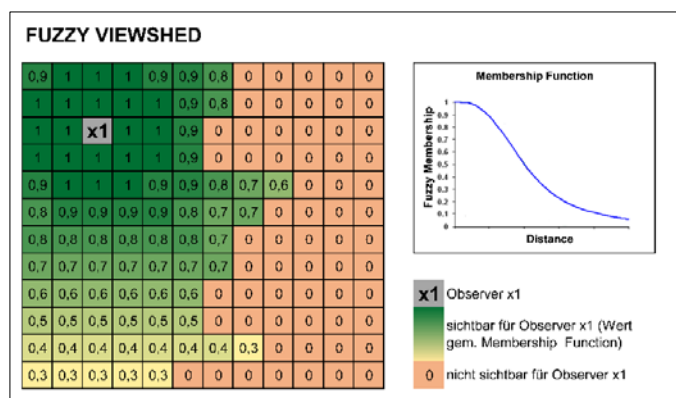 FUZZY VIEWSHED
0,9 1 1 1 0,9 0,9 0,8 0 0 0 0 0
1 1 1 1 1 0,9 0,8 0 0 0 0 0
1 1 x1 1 1 0,9 0 0 0 0 0 0
1 1 1 1 1 0,9 0 0 0 0 0 0
0,9 1 1 1 0,9 0,9 0,8 0,7 0,6 0 0 0
0,8 0,9 0,9 0,9 0,9 0,8 0,7 0,7 0 0 0 0
0,8 0,8 0,8 0,8 0,8 0,8 0,7 0 0 0 0 0
0,7 0,7 0,7 0,7 0,7 0,7 0,7 0 0 0 0 0
0,6 0,6 0,6 0,6 0,6 0,6 0 0 0 0 0 0
0,5 0,5 0,5 0,5 0,5 0,5 0 0 0 0 0 0
0,4 0,4 0,4 0,4 0,4 0,4 0,4 0,3 0 0 0 0
0,3 0,3 0,3 0,3 0,3 0 0 0 0 0 0 0
Membership Function
Fuzzy Membership
1
0,9
0,8
0,7
0,6
0,5
0,4
0,3
0,2
0,1
0
Distance
x1 Observer x1
sichtbar für Observer x1 (Wert
gem. Membership Function)
0 nicht sichtbar für Observer x1